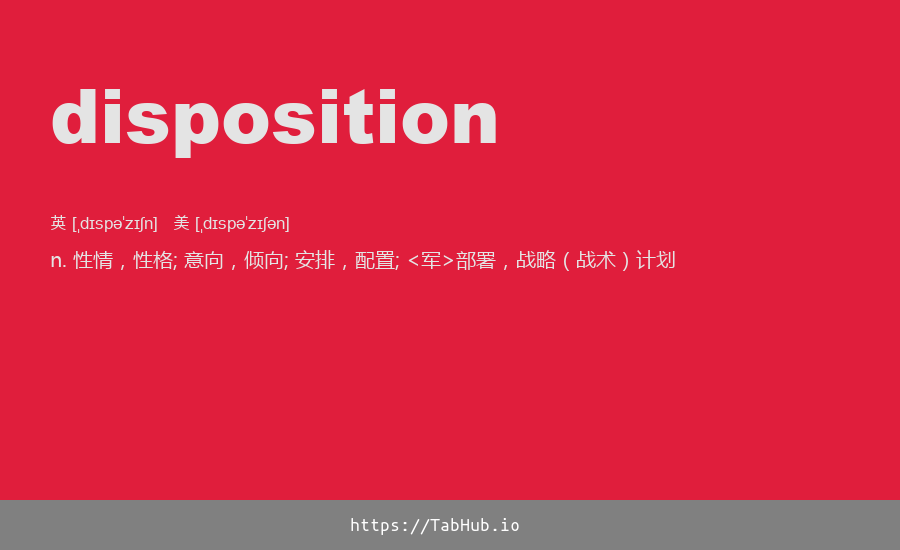 disposition
英 [ˌdɪspəˈzɪʃn] 美 [ˌdɪspəˈzɪʃən]
n. 性情，性格; 意向，倾向; 安排，配置; <军>部署，战略（战术）计划
https://TabHub.io